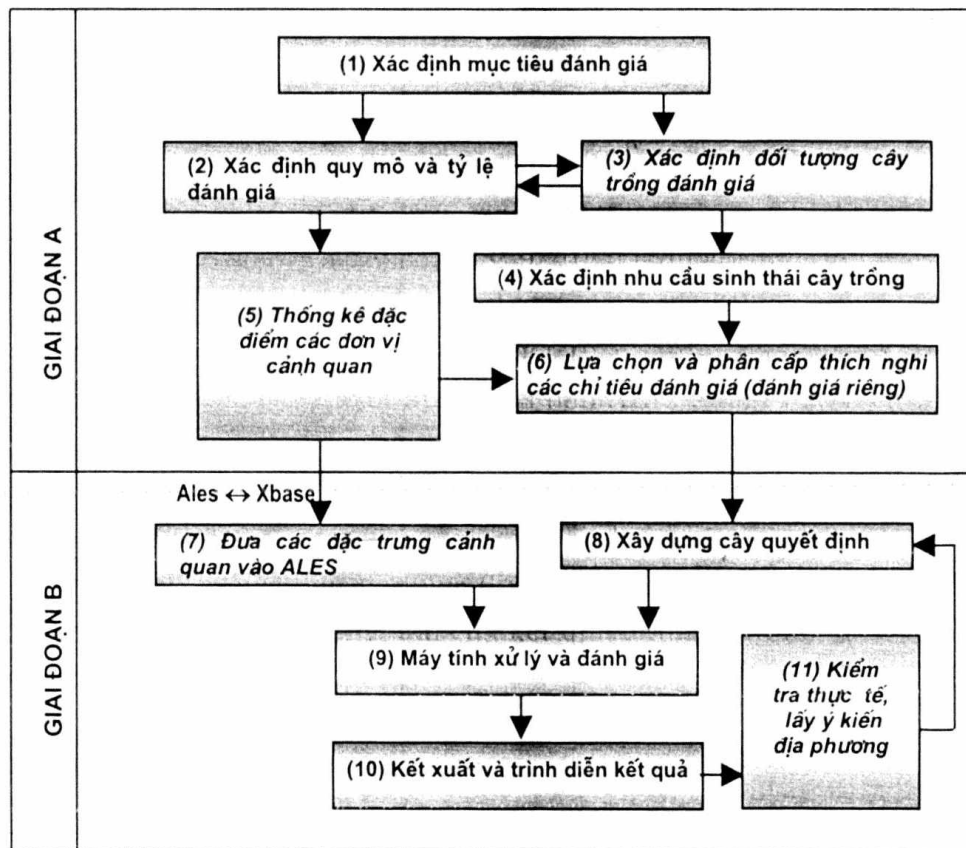 GIAI ĐOẠN A
(1) Xác định mục tiêu đánh giá
(2) Xác định quy mô và tỷ lệ
đánh giá
(3) Xác định đối tượng cây
trồng đánh giá
(4) Xác định nhu cầu sinh thái cây trồng
(5) Thống kê đặc
điểm các đơn vị
cảnh quan
(6) Lựa chọn và phân cấp thích nghi
các chỉ tiêu đánh giá (đánh giá riêng)
GIAI ĐOẠN B
Ales ↔ Xbase
(7) Đưa các đặc trưng cảnh
quan vào ALES
(8) Xây dựng cây quyết định
(9) Máy tính xử lý và đánh giá
(10) Kết xuất và trình diễn kết quả
(11) Kiểm
tra thực tế,
lấy ý kiến
địa phương